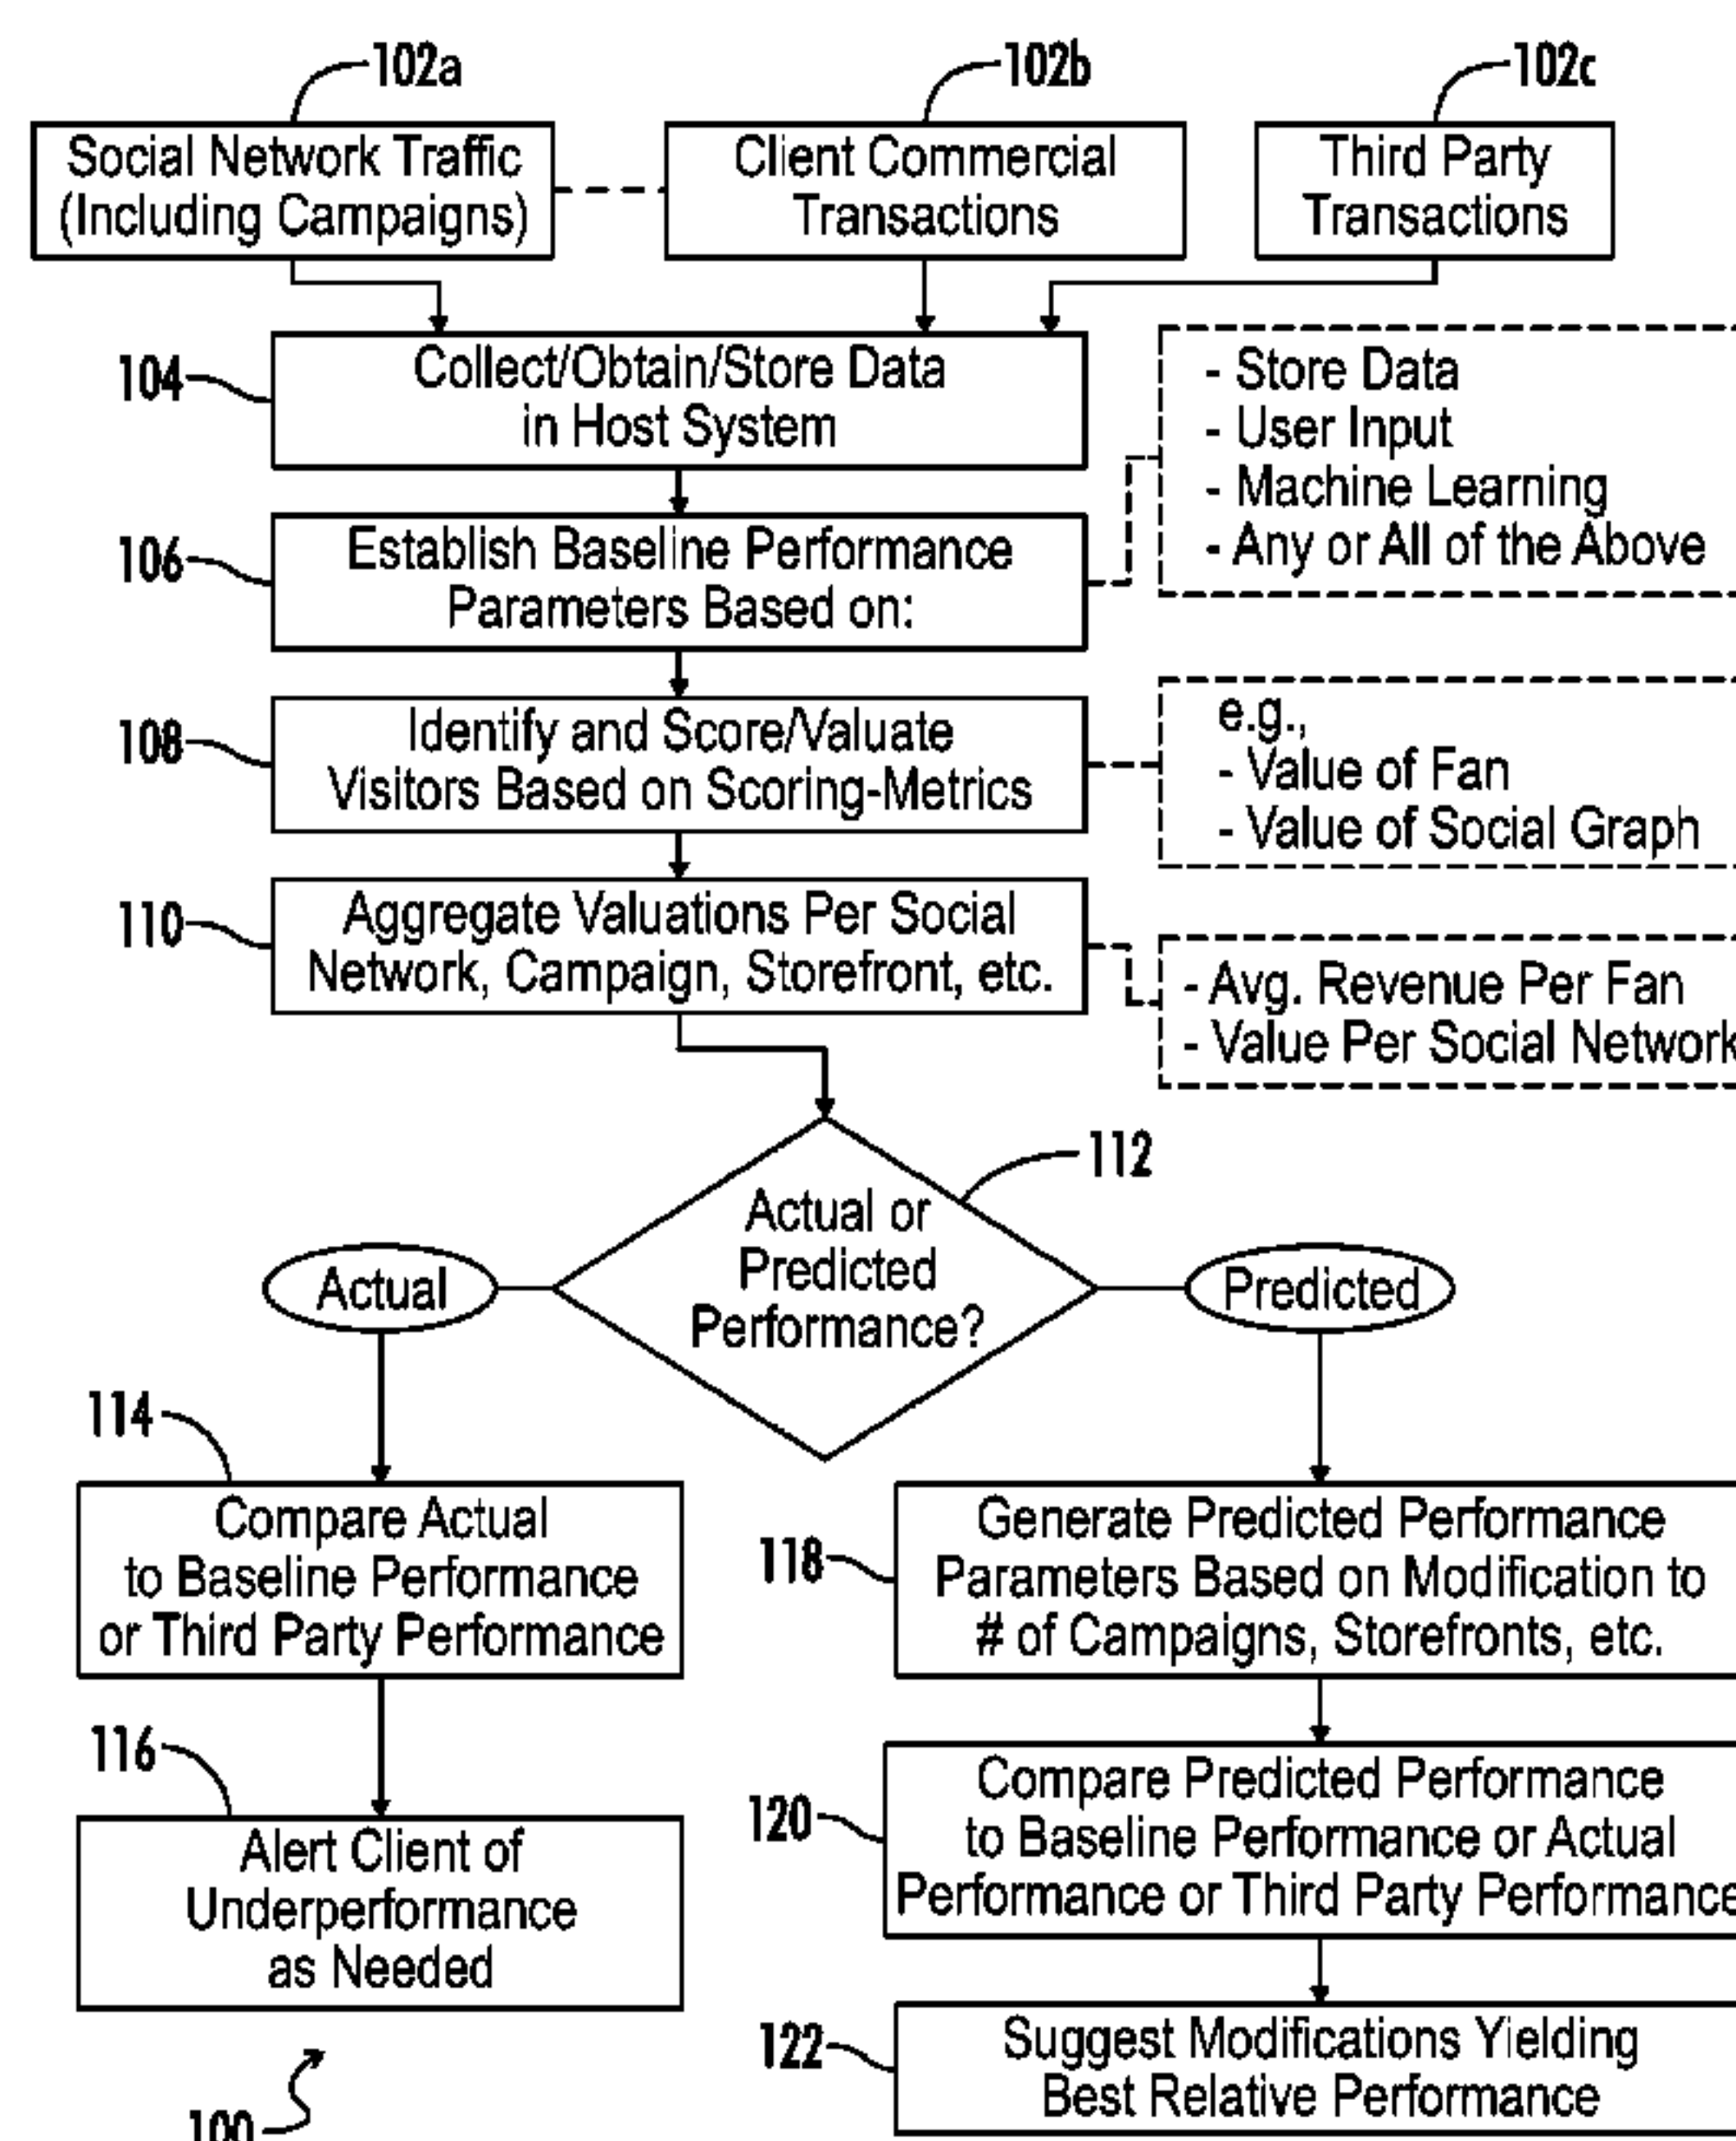 102a
102b
102c
Social Network Traffic
(Including Campaigns)
Client Commercial
Transactions
Third Party
Transactions
104
Collect/Obtain/Store Data
in Host System
- Store Data
- User Input
- Machine Learning
- Any or All of the Above
106
Establish Baseline Performance
Parameters Based on:
108
Identify and Score/Valuate
Visitors Based on Scoring-Metrics
e.g.,
- Value of Fan
- Value of Social Graph
110
Aggregate Valuations Per Social
Network, Campaign, Storefront, etc.
- Avg. Revenue Per Fan
- Value Per Social Network
112
Actual or
Predicted
Performance?
Actual
Predicted
114
Compare Actual
to Baseline Performance
or Third Party Performance
116
Alert Client of
Underperformance
as Needed
118
Generate Predicted Performance
Parameters Based on Modification to
# of Campaigns, Storefronts, etc.
120
Compare Predicted Performance
to Baseline Performance or Actual
Performance or Third Party Performance
122
Suggest Modifications Yielding
Best Relative Performance
100